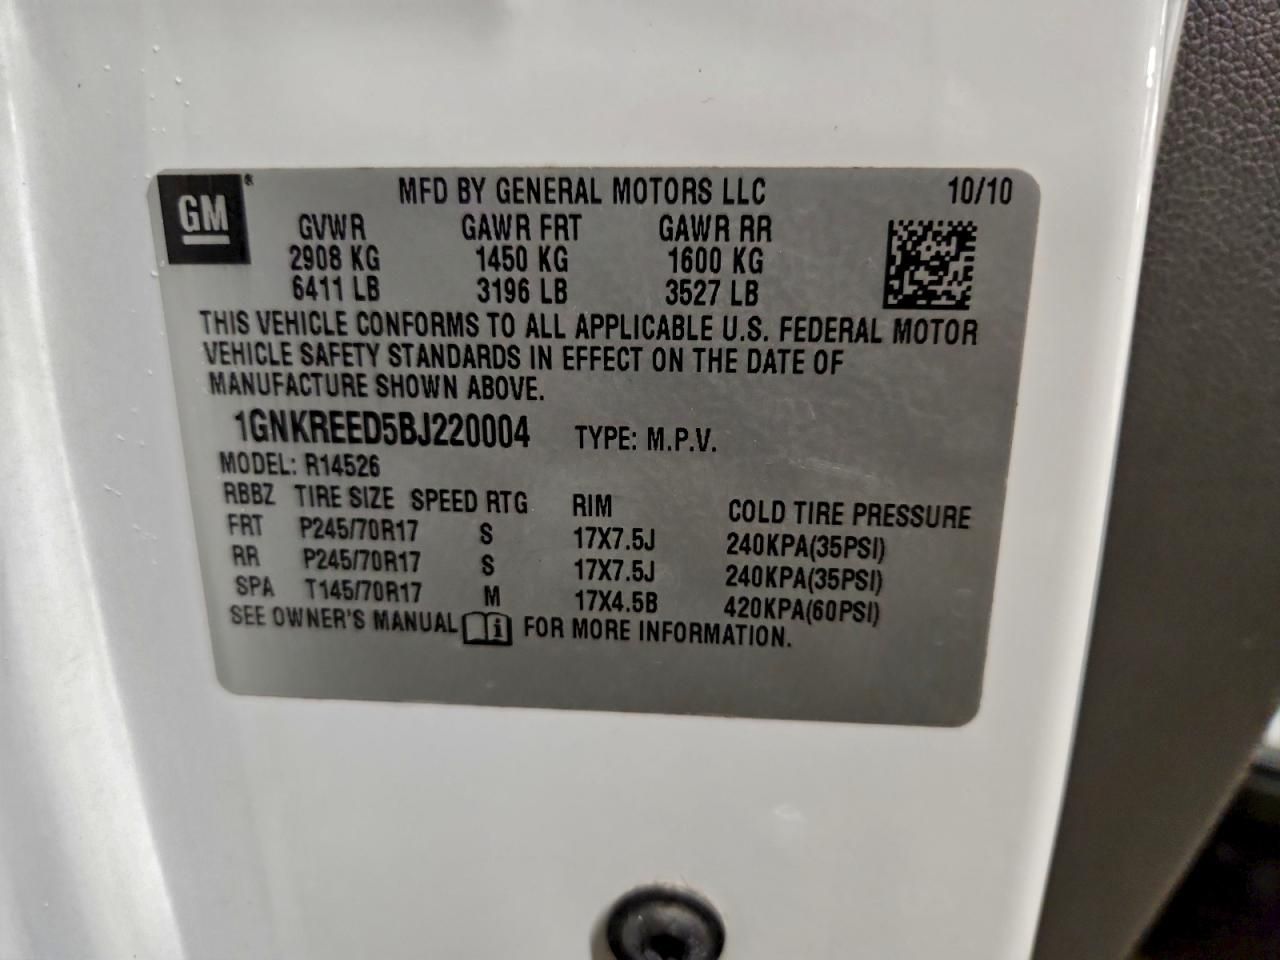 GM® MFD BY GENERAL MOTORS LLC 10/10
GVWR GAWR FRT GAWR RR
2908 KG 1450 KG 1600 KG
6411 LB 3196 LB 3527 LB
THIS VEHICLE CONFORMS TO ALL APPLICABLE U.S. FEDERAL MOTOR
VEHICLE SAFETY STANDARDS IN EFFECT ON THE DATE OF
MANUFACTURE SHOWN ABOVE.
1GNKREED5BJ220004 TYPE: M.P.V.
MODEL: R14526
RBBZ TIRE SIZE SPEED RTG RIM COLD TIRE PRESSURE
FRT P245/70R17 S 17X7.5J 240KPA(35PSI)
RR P245/70R17 S 17X7.5J 240KPA(35PSI)
SPA T145/70R17 M 17X4.5B 420KPA(60PSI)
SEE OWNER'S MANUAL i FOR MORE INFORMATION.